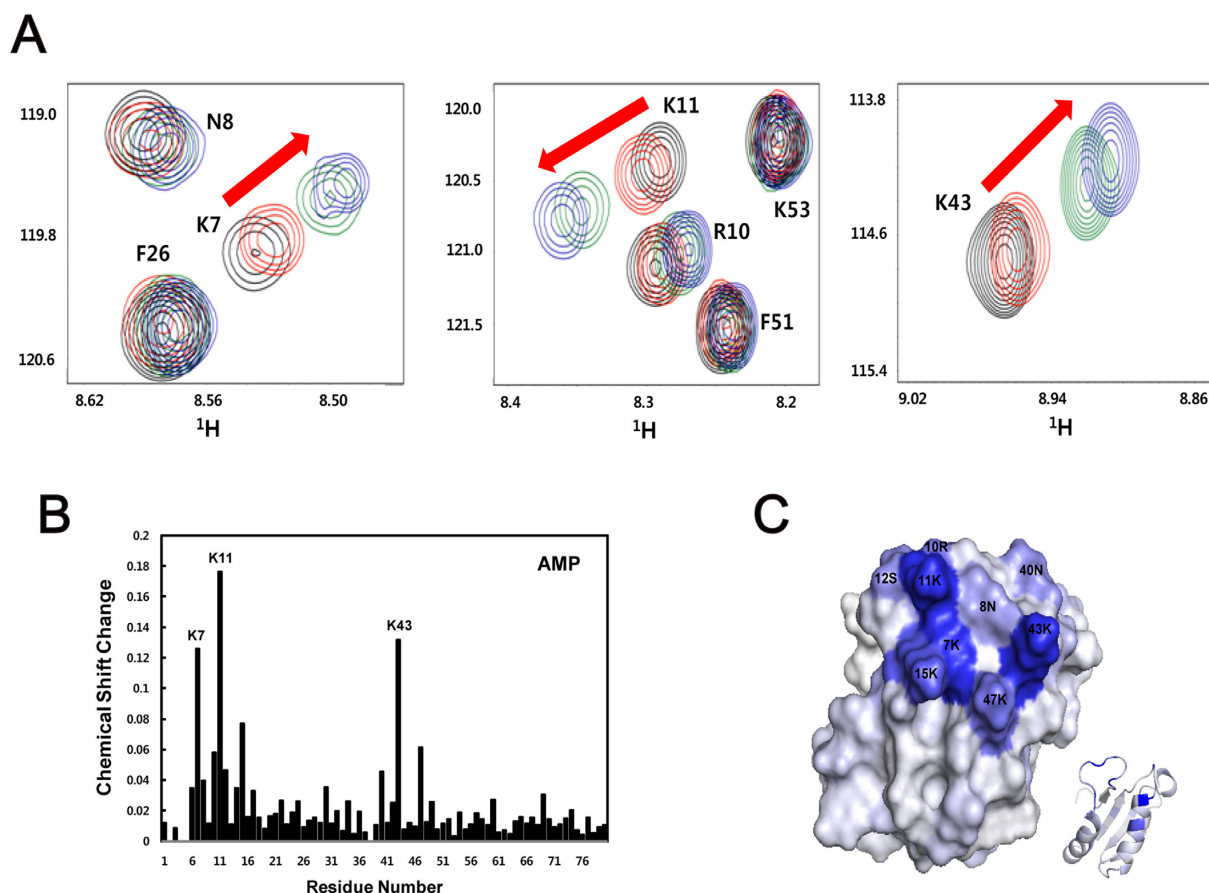 A
119.0
119.8
120.6
N8
K7
F26
8.62 8.56 8.50
1H
120.0
120.5
121.0
121.5
K11
K53
R10
F51
8.4 8.3 8.2
1H
113.8
114.6
115.4
K43
9.02 8.94 8.86
1H
B
Chemical Shift Change
0.2
0.18
0.16
0.14
0.12
0.1
0.08
0.06
0.04
0.02
0
K11
K7
K43
AMP
1 6 11 16 21 26 31 36 41 46 51 56 61 66 71 76
Residue Number
C
10R
12S
11K
40N
8N
43K
7K
15K
47K